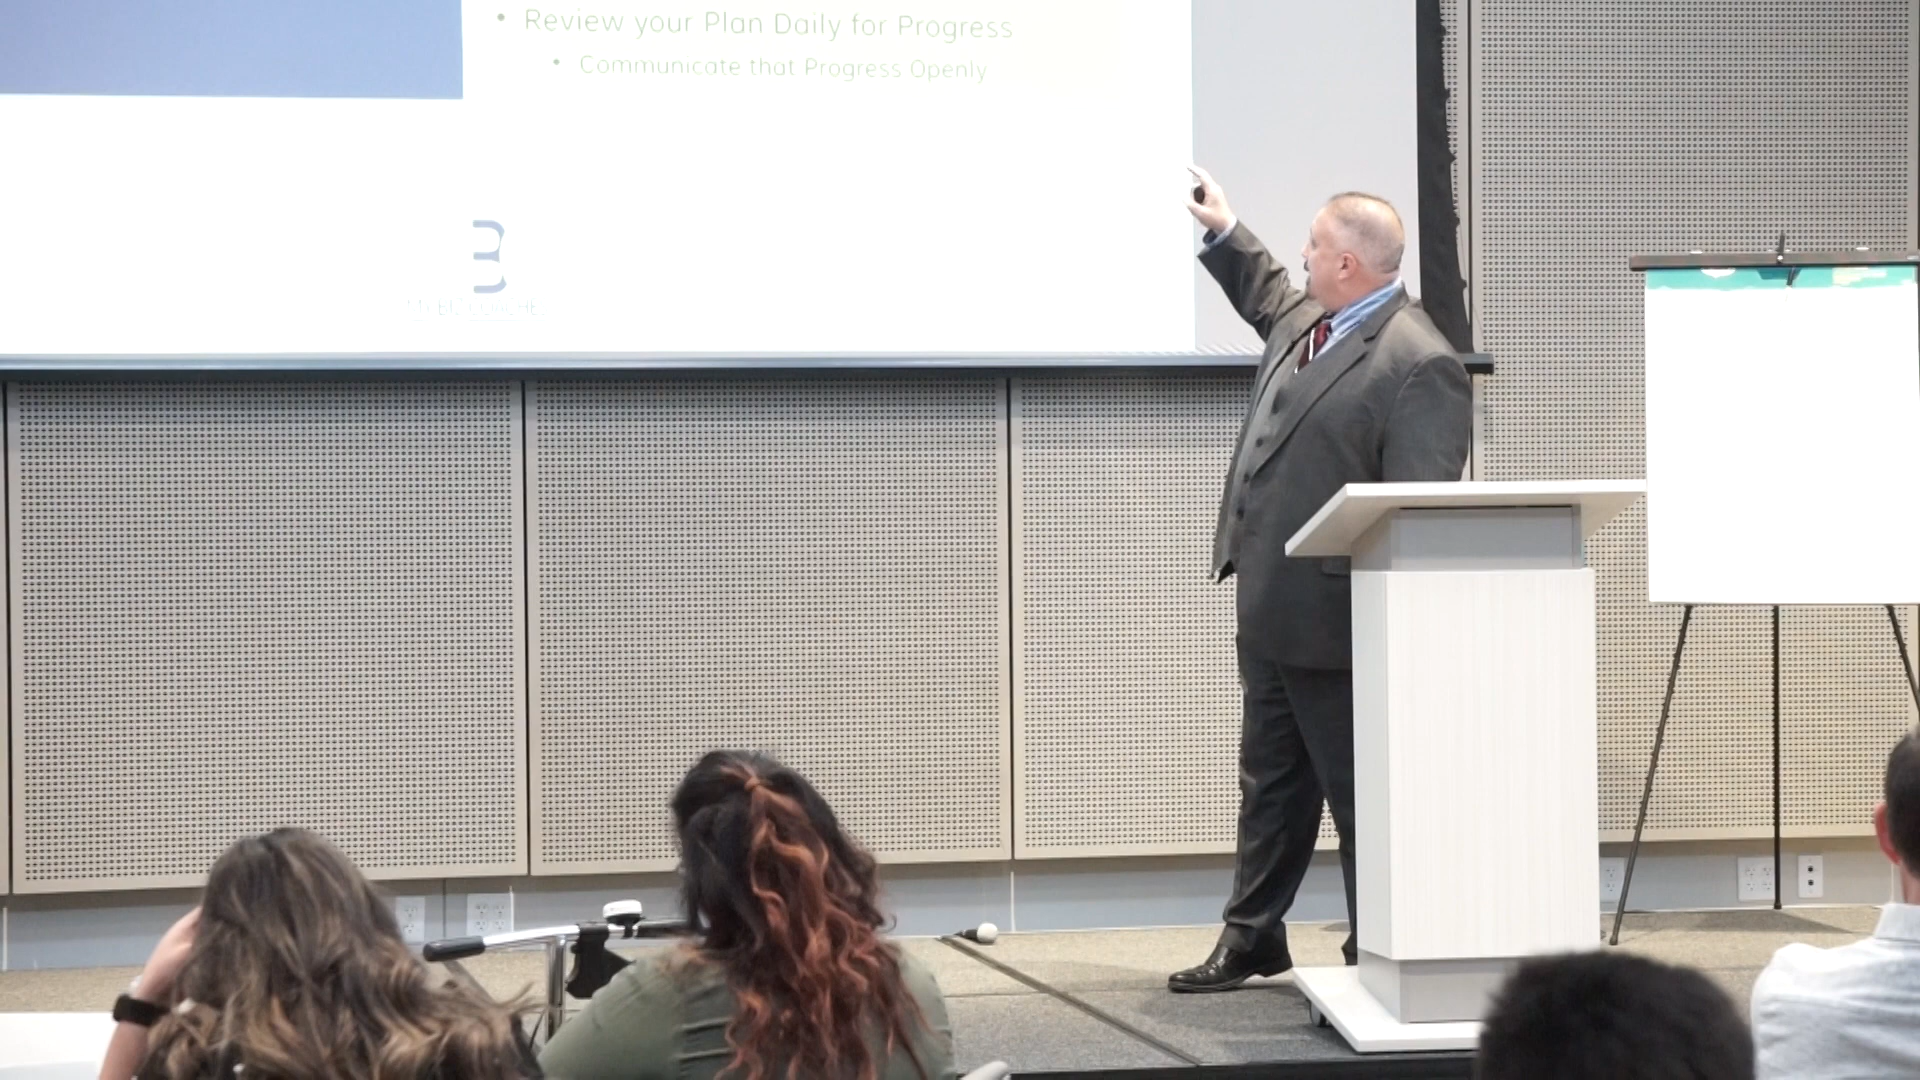 • Review your Plan Daily for Progress
• Communicate that Progress Openly